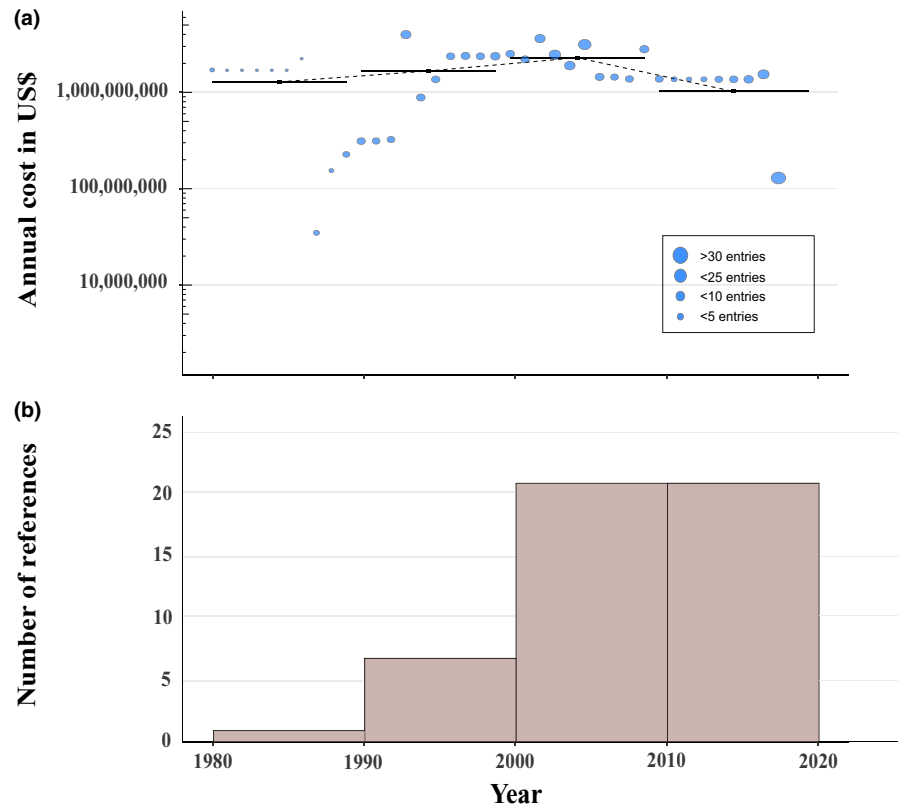 (a)
Annual cost in US$
1,000,000,000
100,000,000
10,000,000
>30 entries
<25 entries
<10 entries
<5 entries
(b)
Number of references
25
20
15
10
5
0
1980 1990 2000 2010 2020
Year